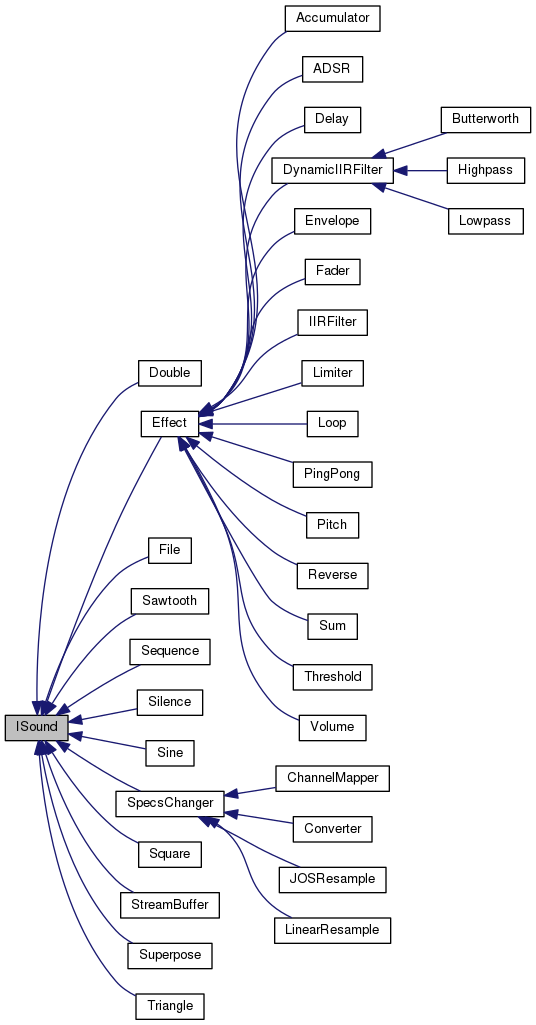 Accumulator
ADSR
Delay
Butterworth
DynamicIIRFilter
Highpass
Envelope
Lowpass
Fader
IIRFilter
Double
Limiter
Effect
Loop
PingPong
Pitch
File
Reverse
Sawtooth
Sum
Sequence
Threshold
Silence
ISound
Volume
Sine
ChannelMapper
SpecsChanger
Converter
Square
JOSResample
StreamBuffer
LinearResample
Superpose
Triangle